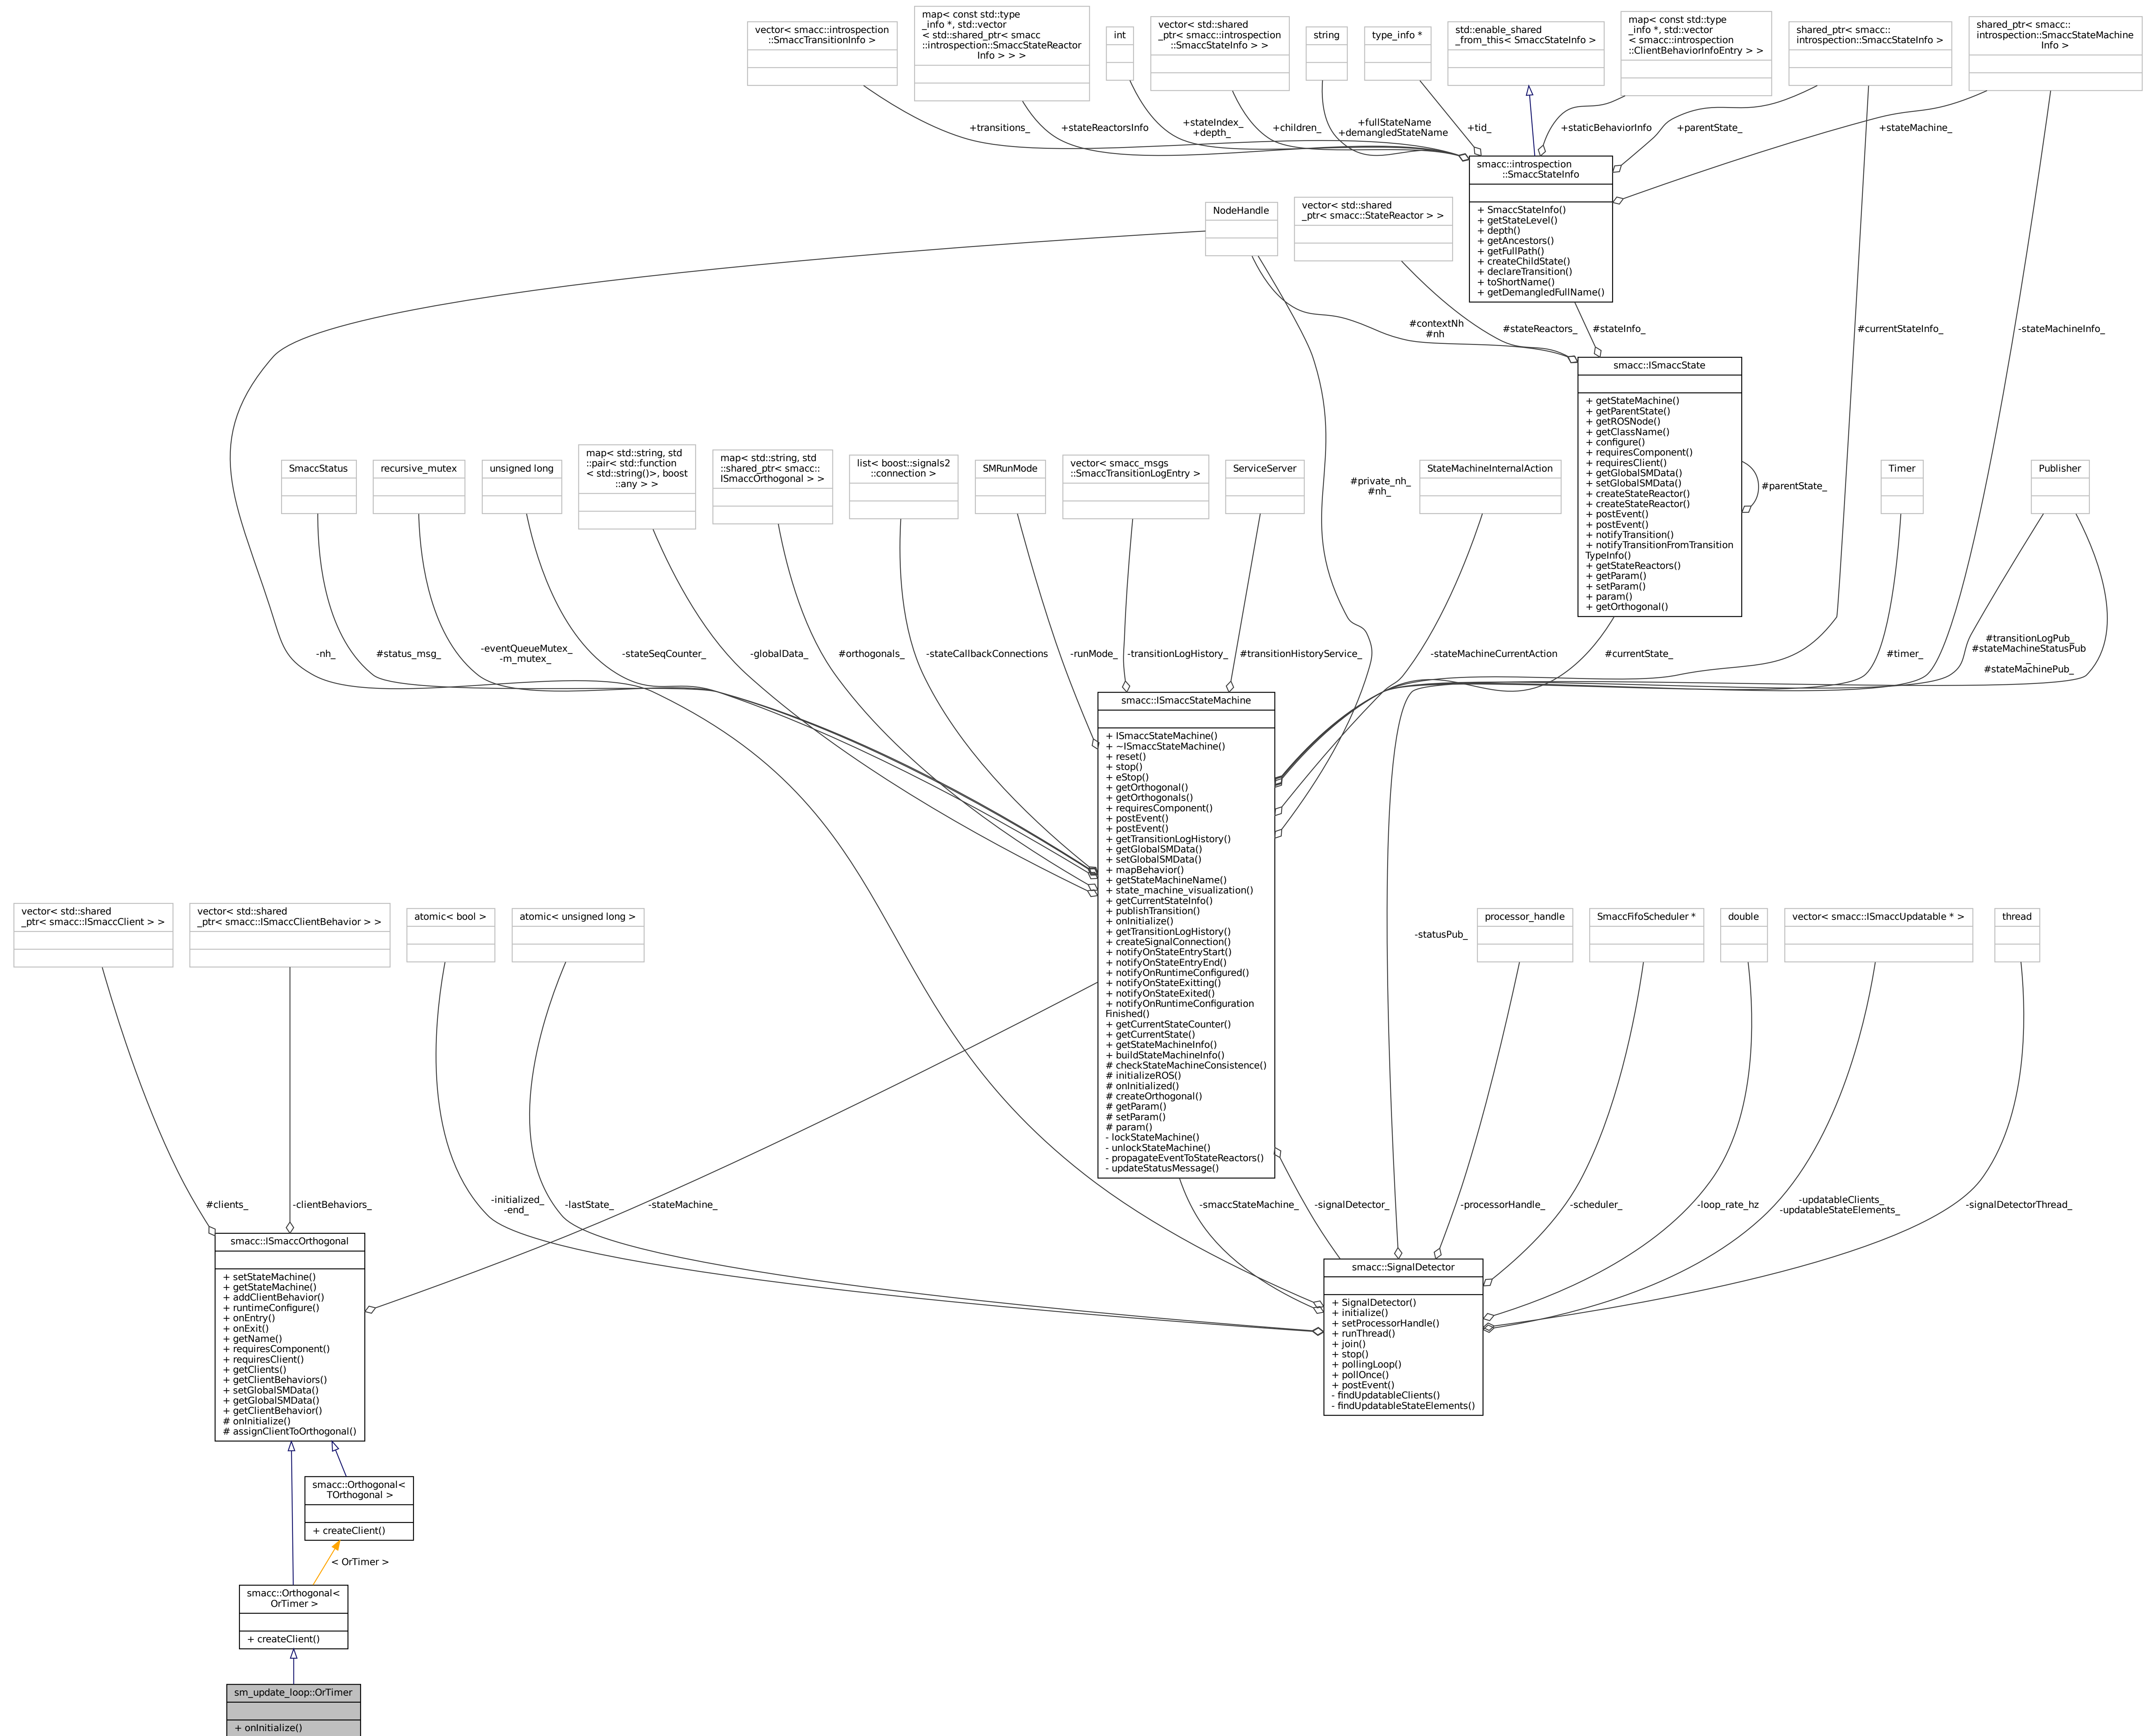 vector< smacc::introspection
::SmaccTransitionInfo >
map< const std::type
_info *, std::vector
< std::shared_ptr< smacc
::introspection::SmaccStateReactor
Info > > >
int
vector< std::shared
_ptr< smacc::introspection
::SmaccStateInfo > >
string
type_info *
std::enable_shared
_from_this< SmaccStateInfo >
map< const std::type
_info *, std::vector
< smacc::introspection
::ClientBehaviorInfoEntry > >
shared_ptr< smacc::
introspection::SmaccStateInfo >
shared_ptr< smacc::
introspection::SmaccStateMachine
Info >
+transitions_
+stateReactorsInfo
+stateIndex_
+depth_
+children_
+fullStateName
+demangledStateName
+tid_
+staticBehaviorInfo
+parentState_
+stateMachine_
smacc::introspection
::SmaccStateInfo
+ SmaccStateInfo()
+ getStateLevel()
+ depth()
+ getAncestors()
+ getFullPath()
+ createChildState()
+ declareTransition()
+ toShortName()
+ getDemangledFullName()
NodeHandle
vector< std::shared
_ptr< smacc::StateReactor > >
#contextNh
#nh
#stateReactors_
#stateInfo_
#currentStateInfo_
-stateMachineInfo_
smacc::ISmaccState
+ getStateMachine()
+ getParentState()
+ getROSNode()
+ getClassName()
+ configure()
+ requiresComponent()
+ requiresClient()
+ getGlobalSMData()
+ setGlobalSMData()
+ createStateReactor()
+ createStateReactor()
+ postEvent()
+ postEvent()
+ notifyTransition()
+ notifyTransitionFromTransition
TypeInfo()
+ getStateReactors()
+ getParam()
+ setParam()
+ param()
+ getOrthogonal()
#parentState_
SmaccStatus
recursive_mutex
unsigned long
map< std::string, std
::pair< std::function
< std::string()>, boost
::any > >
map< std::string, std
::shared_ptr< smacc::
ISmaccOrthogonal > >
list< boost::signals2
::connection >
SMRunMode
vector< smacc_msgs
::SmaccTransitionLogEntry >
ServiceServer
#private_nh_
#nh_
StateMachineInternalAction
Timer
Publisher
-nh_
#status_msg_
-eventQueueMutex_
-m_mutex_
-stateSeqCounter_
-globalData_
#orthogonals_
-stateCallbackConnections
-runMode_
-transitionLogHistory_
#transitionHistoryService_
-stateMachineCurrentAction
#currentState_
#timer_
#transitionLogPub_
#stateMachineStatusPub
_
#stateMachinePub_
smacc::ISmaccStateMachine
+ ISmaccStateMachine()
+ ~ISmaccStateMachine()
+ reset()
+ stop()
+ eStop()
+ getOrthogonal()
+ getOrthogonals()
+ requiresComponent()
+ postEvent()
+ postEvent()
+ getTransitionLogHistory()
+ getGlobalSMData()
+ setGlobalSMData()
+ mapBehavior()
+ getStateMachineName()
+ state_machine_visualization()
+ getCurrentStateInfo()
+ publishTransition()
+ onInitialize()
+ getTransitionLogHistory()
+ createSignalConnection()
+ notifyOnStateEntryStart()
+ notifyOnStateEntryEnd()
+ notifyOnRuntimeConfigured()
+ notifyOnStateExitting()
+ notifyOnStateExited()
+ notifyOnRuntimeConfiguration
Finished()
+ getCurrentStateCounter()
+ getCurrentState()
+ getStateMachineInfo()
+ buildStateMachineInfo()
# checkStateMachineConsistence()
# initializeROS()
# onInitialized()
# createOrthogonal()
# getParam()
# setParam()
# param()
- lockStateMachine()
- unlockStateMachine()
- propagateEventToStateReactors()
- updateStatusMessage()
vector< std::shared
_ptr< smacc::ISmaccClient > >
vector< std::shared
_ptr< smacc::ISmaccClientBehavior > >
atomic< bool >
atomic< unsigned long >
-statusPub_
processor_handle
SmaccFifoScheduler *
double
vector< smacc::ISmaccUpdatable * >
thread
#clients_
-clientBehaviors_
-initialized_
-end_
-lastState_
-stateMachine_
-smaccStateMachine_
-signalDetector_
-processorHandle_
-scheduler_
-loop_rate_hz
-updatableClients_
-updatableStateElements_
-signalDetectorThread_
smacc::ISmaccOrthogonal
+ setStateMachine()
+ getStateMachine()
+ addClientBehavior()
+ runtimeConfigure()
+ onEntry()
+ onExit()
+ getName()
+ requiresComponent()
+ requiresClient()
+ getClients()
+ getClientBehaviors()
+ setGlobalSMData()
+ getGlobalSMData()
+ getClientBehavior()
# onInitialize()
# assignClientToOrthogonal()
smacc::SignalDetector
+ SignalDetector()
+ initialize()
+ setProcessorHandle()
+ runThread()
+ join()
+ stop()
+ pollingLoop()
+ pollOnce()
+ postEvent()
- findUpdatableClients()
- findUpdatableStateElements()
smacc::Orthogonal<
TOrthogonal >
+ createClient()
< OrTimer >
smacc::Orthogonal<
OrTimer >
+ createClient()
sm_update_loop::OrTimer
+ onInitialize()